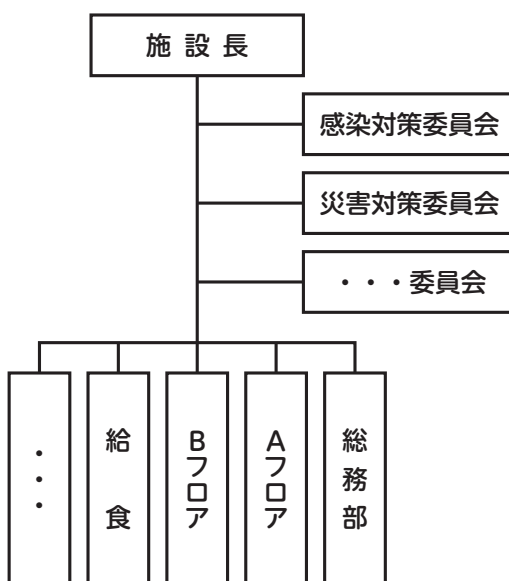 施設長
感染対策委員会
災害対策委員会
・・・委員会
・・・
給食
Bフロア
Aフロア
総務部